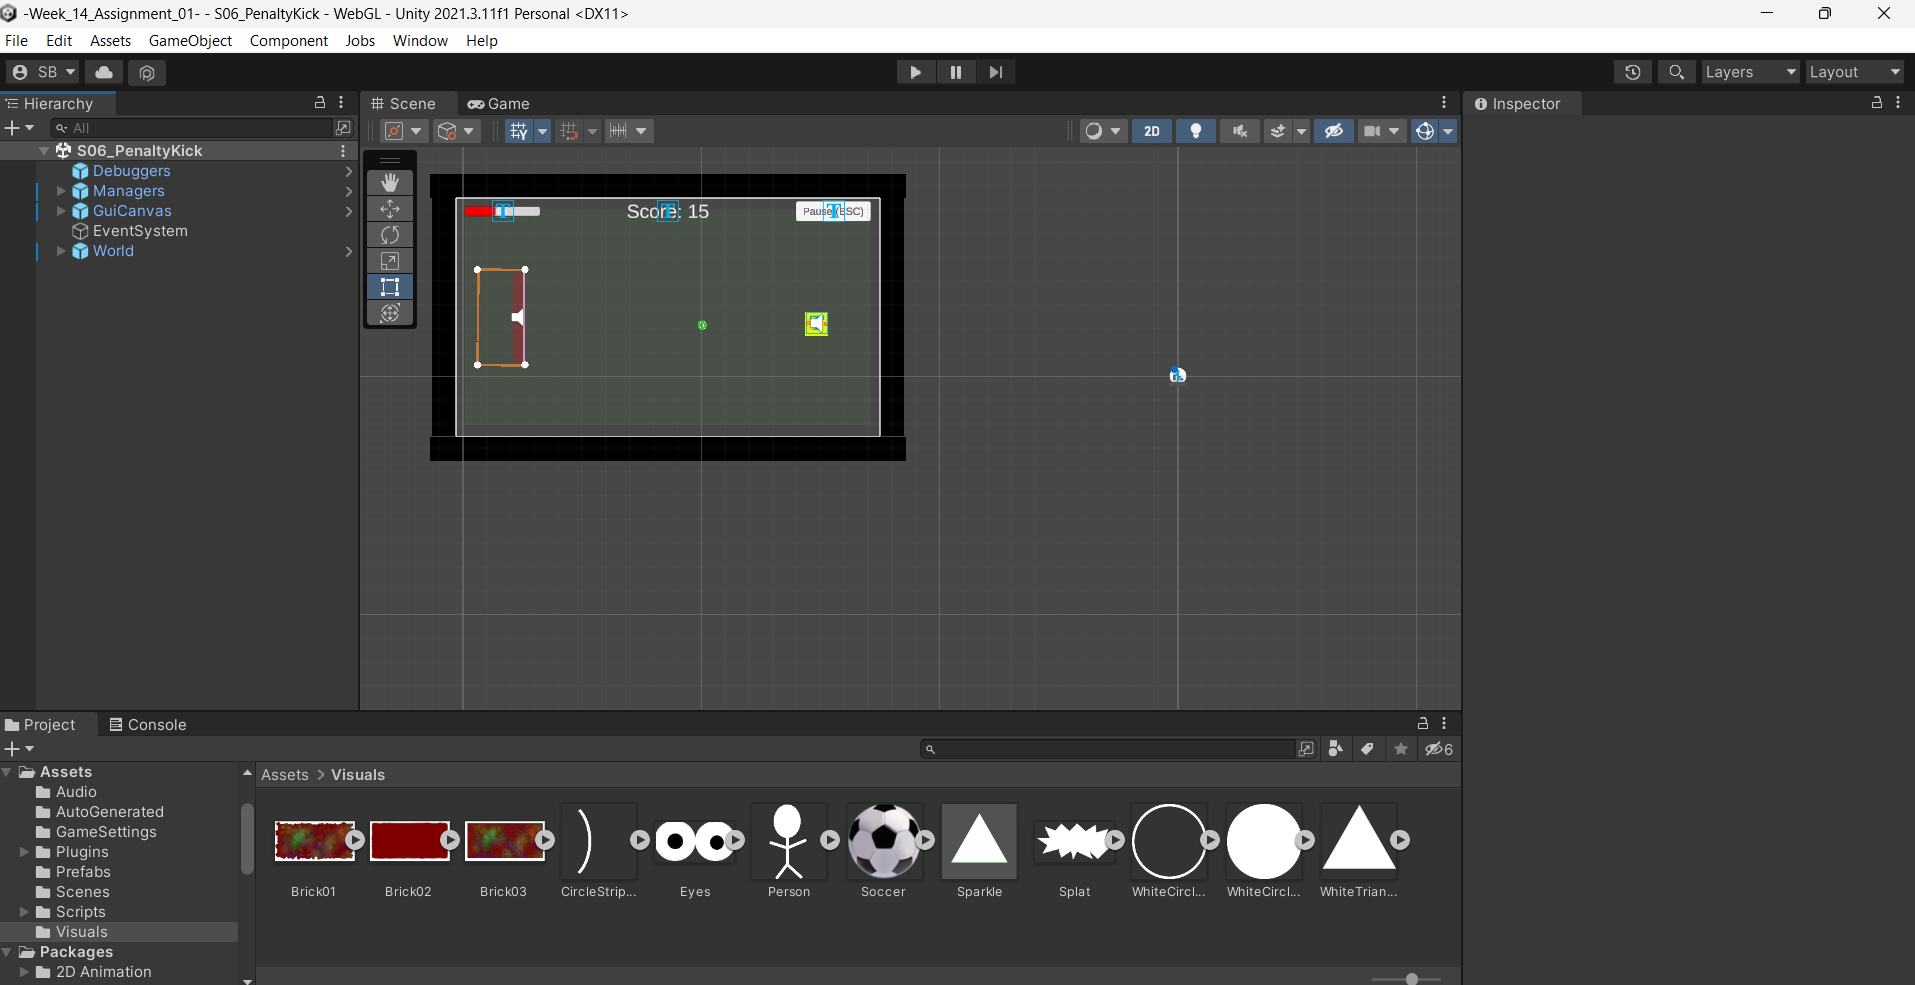 -Week_14_Assignment_01- - S06_PenaltyKick - WebGL - Unity 2021.3.11f1 Personal <DX11>
File Edit Assets GameObject Component Jobs Window Help
SB Layers Layout
Hierarchy
All
S06_PenaltyKick
Debuggers
Managers
GuiCanvas
EventSystem
World
Scene Game
2D
Score: 15
Pause (ESC)
Inspector
Project Console
6
Assets
Audio
AutoGenerated
GameSettings
Plugins
Prefabs
Scenes
Scripts
Visuals
Packages
2D Animation
Assets > Visuals
Brick01 Brick02 Brick03 CircleStrip... Eyes Person Soccer Sparkle Splat WhiteCircl... WhiteCircl... WhiteTrian...